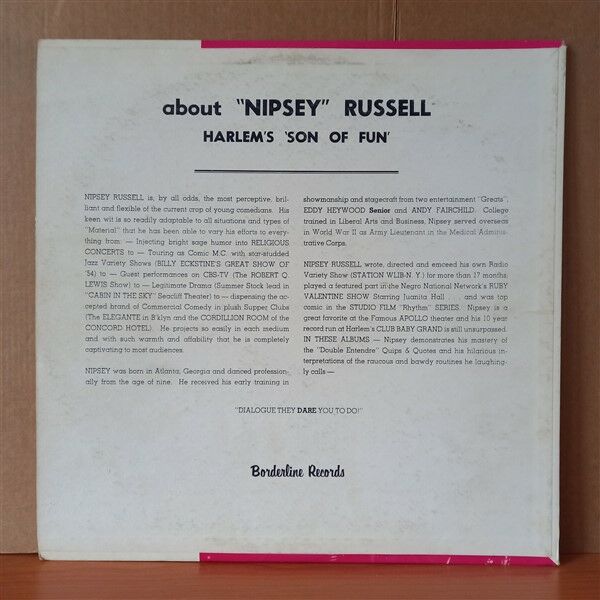 about "NIPSEY" RUSSELL
HARLEM'S 'SON OF FUN'
NIPSEY RUSSELL is, by all odds, the most perceptive, bril-
liant and flexible of the current crop of young comedians. His
keen wit is so readily adaptable to all situations and types of
"Material" that he has been able to vary his efforts to every-
thing from: — Injecting bright sage humor into RELIGIOUS
CONCERTS to — Touring as Comic M.C. with star-studded
Jazz Variety Shows (BILLY ECKSTINE'S GREAT SHOW OF
'54) to — Guest performances on CBS-TV (The ROBERT Q.
LEWIS Show) to — Legitimate Drama (Summer Stock lead in
"CABIN IN THE SKY" Seacliff Theater) to — dispensing the ac-
cepted brand of Commercial Comedy in plush Supper Clubs
(The ELEGANTE in B'klyn and the CORDILLION ROOM of the
CONCORD HOTEL). He projects so easily in each medium
and with such warmth and affability that he is completely
captivating to most audiences.
NIPSEY was born in Atlanta, Georgia and danced profession-
ally from the age of nine. He received his early training in
showmanship and stagecraft from two entertainment "Greats";
EDDY HEYWOOD Senior and ANDY FAIRCHILD. College
trained in Liberal Arts and Business, Nipsey served overseas
in World War II as Army Lieutenant in the Medical Adminis-
trative Corps.
NIPSEY RUSSELL wrote, directed and emceed his own Radio
Variety Show (STATION WLIB-N. Y.) for more than 17 months;
played a featured part in the Negro National Network's RUBY
VALENTINE SHOW Starring Juanita Hall . . . and was top
comic in the STUDIO FILM "Rhythm" SERIES. Nipsey is a
great favorite at the Famous APOLLO theater and his 10 year
record run at Harlem's CLUB BABY GRAND is still unsurpassed.
IN THESE ALBUMS — Nipsey demonstrates his mastery of
the "Double Entendre" Quips & Quotes and his hilarious in-
terpretations of the raucous and bawdy routines he laughing-
ly calls —
"DIALOGUE THEY DARE YOU TO DO!"
Borderline Records